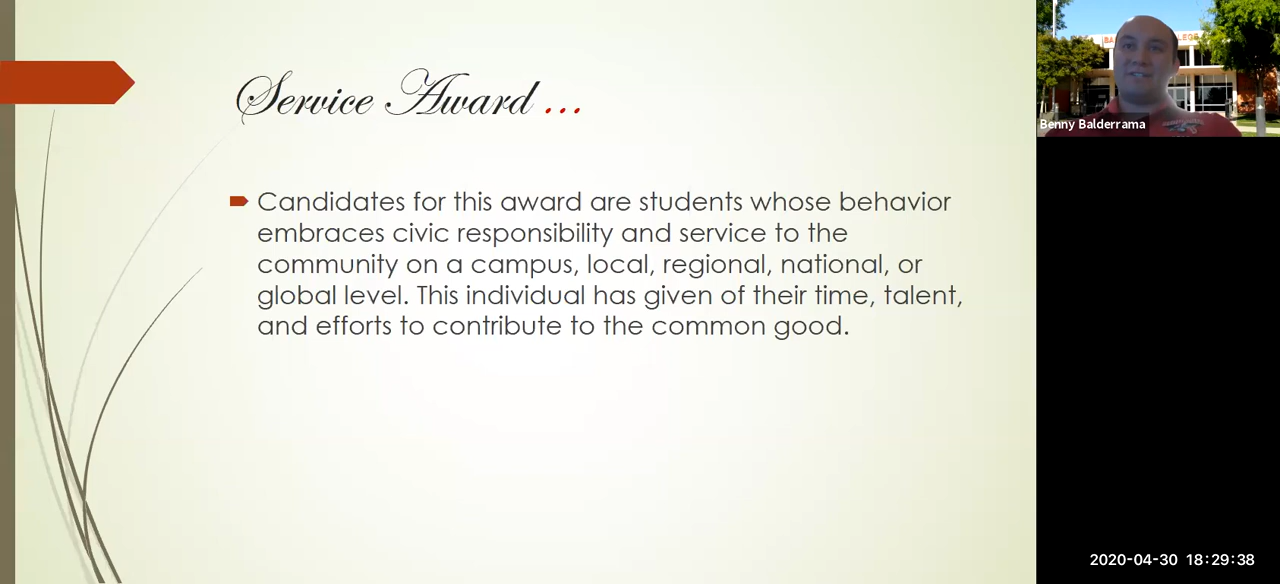 Service Award ...
Candidates for this award are students whose behavior
embraces civic responsibility and service to the
community on a campus, local, regional, national, or
global level. This individual has given of their time, talent,
and efforts to contribute to the common good.
Benny Balderrama
2020-04-30 18:29:38